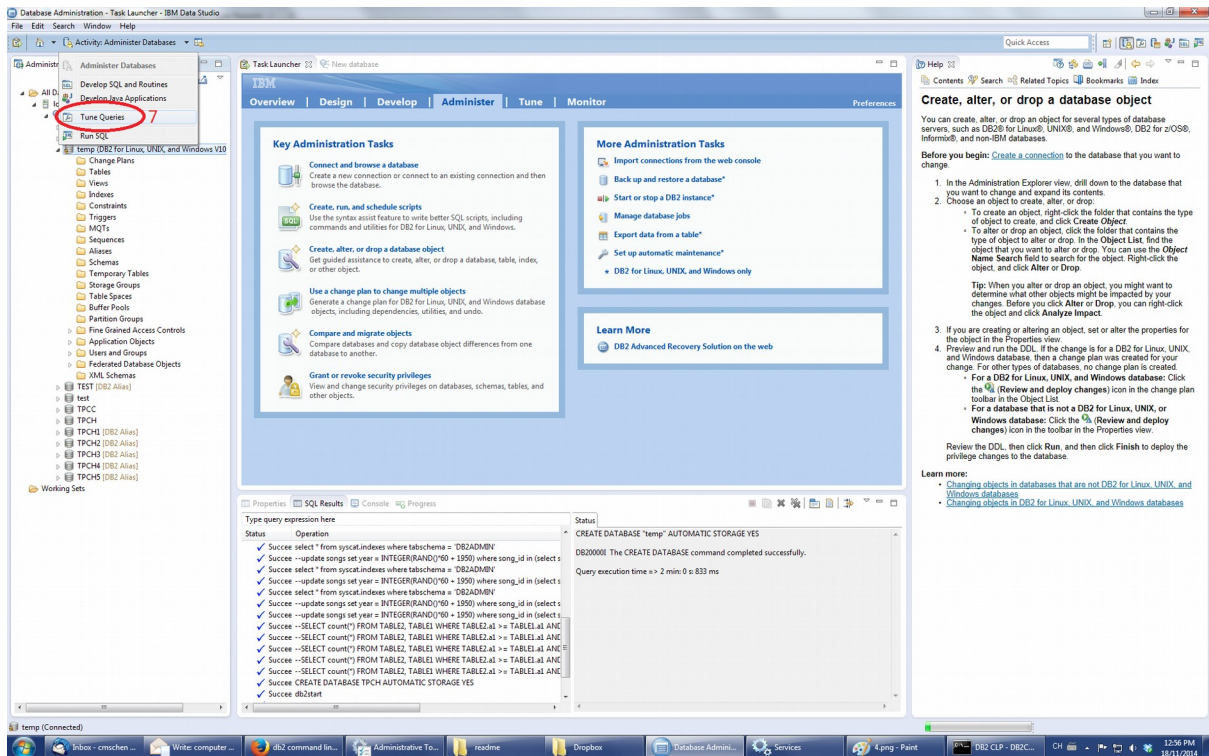 Database Administration - Task Launcher - IBM Data Studio
File Edit Search Window Help
Activity: Administer Databases
Quick Access
Administer Databases
Develop SQL and Routines
Develop Java Applications
Tune Queries 7
Run SQL
temp (DB2 for Linux, UNIX, and Windows V10
Change Plans
Tables
Views
Indexes
Constraints
Triggers
MQTs
Sequences
Aliases
Schemas
Temporary Tables
Storage Groups
Table Spaces
Buffer Pools
Partition Groups
Fine Grained Access Controls
Application Objects
Users and Groups
Federated Database Objects
XML Schemas
TEST [DB2 Alias]
test
TPCC
TPCH
TPCH1 [DB2 Alias]
TPCH2 [DB2 Alias]
TPCH3 [DB2 Alias]
TPCH4 [DB2 Alias]
TPCH5 [DB2 Alias]
Working Sets
temp (Connected)
Task Launcher New database
IBM
Overview | Design | Develop | Administer | Tune | Monitor
Preferences
Key Administration Tasks
Connect and browse a database
Create a new connection or connect to an existing connection and then
browse the database.
Create, run, and schedule scripts
Use the syntax assist feature to write better SQL scripts, including
commands and utilities for DB2 for Linux, UNIX, and Windows.
Create, alter, or drop a database object
Get guided assistance to create, alter, or drop a database, table, index,
or other object.
Use a change plan to change multiple objects
Generate a change plan for DB2 for Linux, UNIX, and Windows database
objects, including dependencies, utilities, and undo.
Compare and migrate objects
Compare databases and copy database object differences from one
database to another.
Grant or revoke security privileges
View and change security privileges on databases, schemas, tables, and
other objects.
More Administration Tasks
Import connections from the web console
Back up and restore a database*
Start or stop a DB2 instance*
Manage database jobs
Export data from a table*
Set up automatic maintenance*
* DB2 for Linux, UNIX, and Windows only
Learn More
DB2 Advanced Recovery Solution on the web
Properties SQL Results Console Progress
Type query expression here
Status Operation
Succee select * from syscat.indexes where tabschema = 'DB2ADMIN'
Succee --update songs set year = INTEGER(RAND()*60 + 1950) where song_id in (select s
Succee select * from syscat.indexes where tabschema = 'DB2ADMIN'
Succee --update songs set year = INTEGER(RAND()*60 + 1950) where song_id in (select s
Succee select * from syscat.indexes where tabschema = 'DB2ADMIN'
Succee --update songs set year = INTEGER(RAND()*60 + 1950) where song_id in (select s
Succee --update songs set year = INTEGER(RAND()*60 + 1950) where song_id in (select s
Succee --SELECT count(*) FROM TABLE2, TABLE1 WHERE TABLE2.a1 >= TABLE1.a1 AND
Succee --SELECT count(*) FROM TABLE2, TABLE1 WHERE TABLE2.a1 >= TABLE1.a1 AND
Succee --SELECT count(*) FROM TABLE2, TABLE1 WHERE TABLE2.a1 >= TABLE1.a1 AND
Succee --SELECT count(*) FROM TABLE2, TABLE1 WHERE TABLE2.a1 >= TABLE1.a1 AND
Succee CREATE DATABASE TPCH AUTOMATIC STORAGE YES
Succee db2start
Status
CREATE DATABASE "temp" AUTOMATIC STORAGE YES
DB20000I The CREATE DATABASE command completed successfully.
Query execution time => 2 min: 0 s: 833 ms
Help
Contents Search Related Topics Bookmarks Index
Create, alter, or drop a database object
You can create, alter, or drop an object for several types of database
servers, such as DB2® for Linux®, UNIX®, and Windows®, DB2 for z/OS®,
Informix®, and non-IBM databases.
Before you begin: Create a connection to the database that you want to
change.
1. In the Administration Explorer view, drill down to the database that
you want to change and expand its contents.
2. Choose an object to create, alter, or drop:
• To create an object, right-click the folder that contains the type
of object to create, and click Create Object.
• To alter or drop an object, click the folder that contains the
type of object to alter or drop. In the Object List, find the
object that you want to alter or drop. You can use the Object
Name Search field to search for the object. Right-click the
object, and click Alter or Drop.
Tip: When you alter or drop an object, you might want to
determine what other objects might be impacted by your
changes. Before you click Alter or Drop, you can right-click
the object and click Analyze Impact.
3. If you are creating or altering an object, set or alter the properties for
the object in the Properties view.
4. Preview and run the DDL. If the change is for a DB2 for Linux, UNIX,
and Windows database, then a change plan was created for your
change. For other types of databases, no change plan is created.
• For a DB2 for Linux, UNIX, and Windows database: Click
the (Review and deploy changes) icon in the change plan
toolbar in the Object List.
• For a database that is not a DB2 for Linux, UNIX, or
Windows database: Click the (Review and deploy
changes) icon in the toolbar in the Properties view.
Review the DDL, then click Run, and then click Finish to deploy the
privilege changes to the database.
Learn more:
• Changing objects in databases that are not DB2 for Linux, UNIX, and
Windows databases
• Changing objects in DB2 for Linux, UNIX, and Windows databases
Inbox - cmschen ... Write: computer ... db2 command lin... Administrative To... readme Dropbox Database Admini... Services 4.png - Paint DB2 CLP - DB2C... CH 12:56 PM
18/11/2014